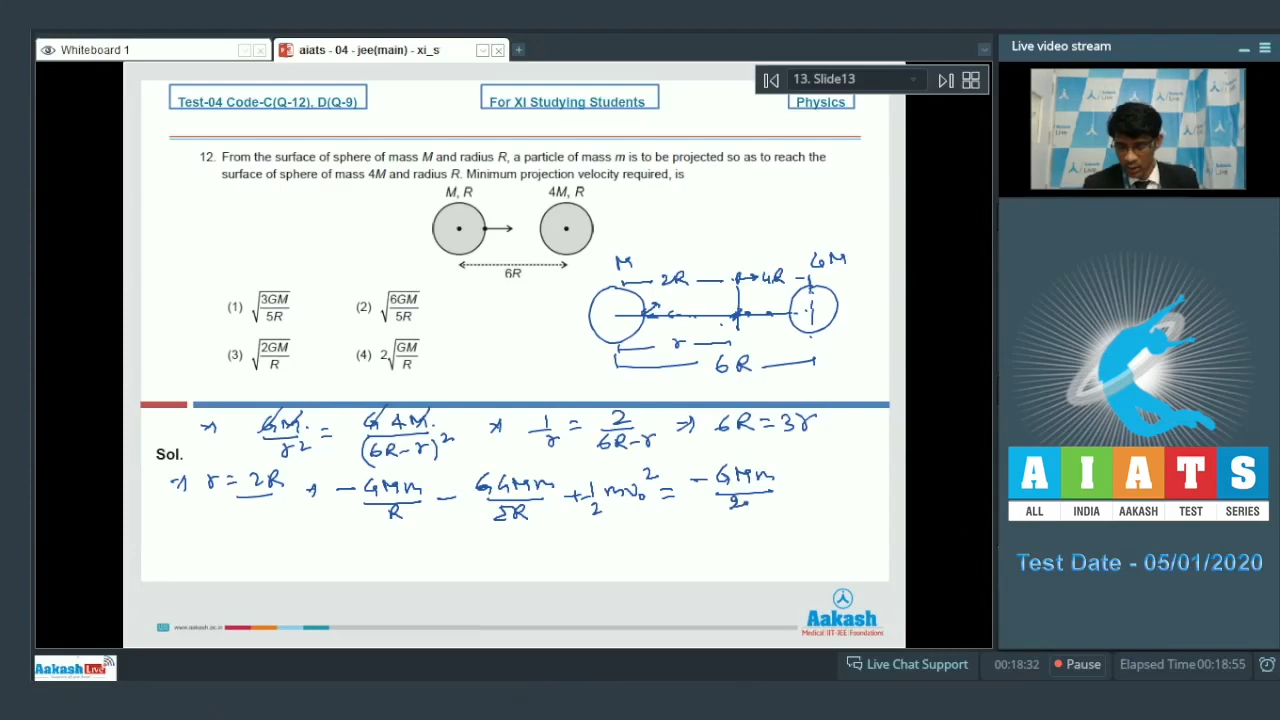 Whiteboard 1
aiats - 04 - jee(main) - xi_s
Live video stream
13. Slide13
Test-04 Code-C(Q-12), D(Q-9)
For XI Studying Students
Physics
12. From the surface of sphere of mass M and radius R, a particle of mass m is to be projected so as to reach the
surface of sphere of mass 4M and radius R. Minimum projection velocity required, is
M, R
4M, R
6R
(1) √(3GM/5R)
(2) √(6GM/5R)
(3) √(2GM/R)
(4) 2√(GM/R)
M
2R
4R
4M
r
6R
⇒ GM/r² = G4M/(6R-r)² ⇒ 1/r = 2/(6R-r) ⇒ 6R = 3r
Sol.
⇒ r = 2R ⇒ -GMm/R - G4Mm/5R + 1/2 mv₀² = -GMm/2
AIATS
ALL INDIA AAKASH TEST SERIES
Test Date - 05/01/2020
www.aakash.ac.in
Aakash
Medical|IIT-JEE|Foundations
Aakash Live
Live Chat Support
00:18:32
Pause
Elapsed Time 00:18:55